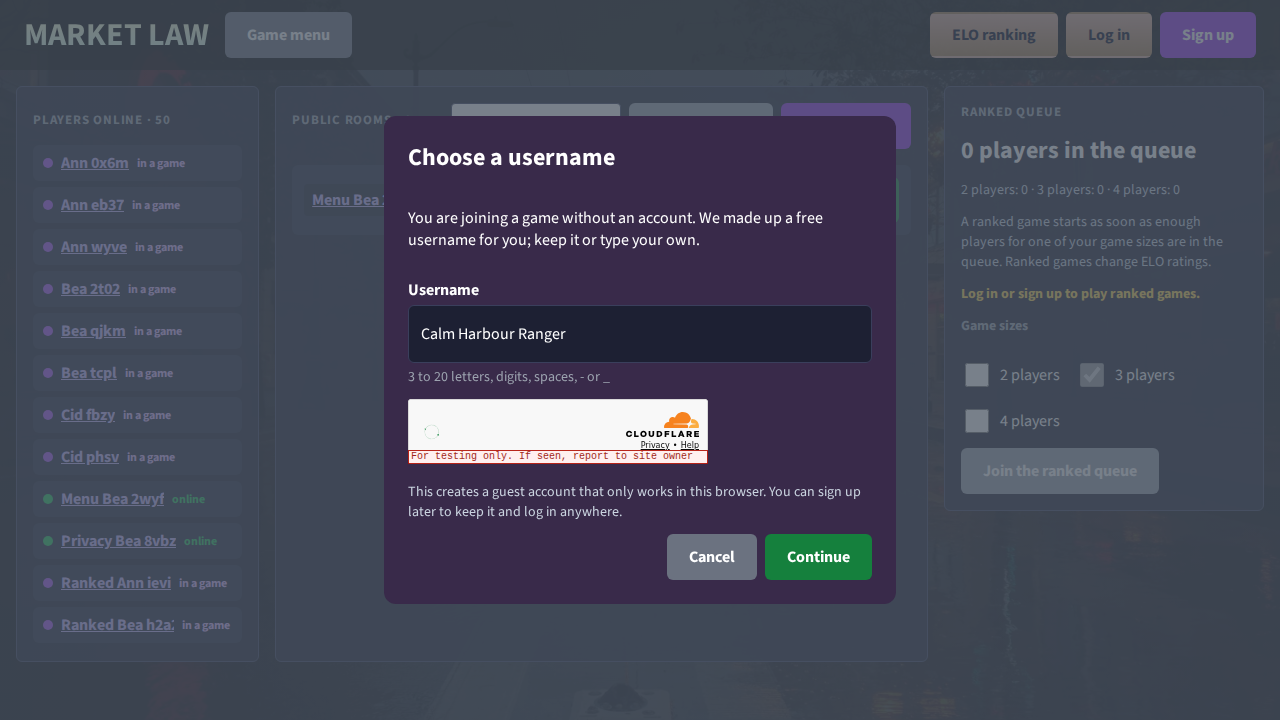 MARKET LAW
Game menu
ELO ranking
Log in
Sign up
PLAYERS ONLINE · 50
Ann 0x6m in a game
Ann eb37 in a game
Ann wyve in a game
Bea 2t02 in a game
Bea qjkm in a game
Bea tcpl in a game
Cid fbzy in a game
Cid phsv in a game
Menu Bea 2wyf online
Privacy Bea 8vbz online
Ranked Ann ievi in a game
Ranked Bea in a game
PUBLIC ROOMS
Menu Bea
Choose a username
You are joining a game without an account. We made up a free
username for you; keep it or type your own.
Username
Calm Harbour Ranger
3 to 20 letters, digits, spaces, - or _
CLOUDFLARE
Privacy • Help
For testing only. If seen, report to site owner
This creates a guest account that only works in this browser. You can sign up
later to keep it and log in anywhere.
Cancel
Continue
RANKED QUEUE
0 players in the queue
2 players: 0 · 3 players: 0 · 4 players: 0
A ranked game starts as soon as enough
players for one of your game sizes are in the
queue. Ranked games change ELO ratings.
Log in or sign up to play ranked games.
Game sizes
2 players
3 players
4 players
Join the ranked queue